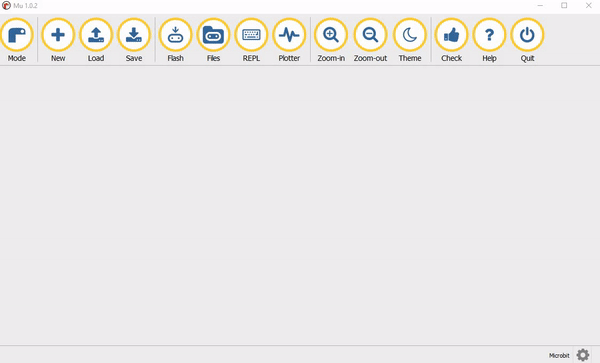 Mu 1.0.2
Mode New Load Save Flash Files REPL Plotter Zoom-in Zoom-out Theme Check Help Quit
Microbit